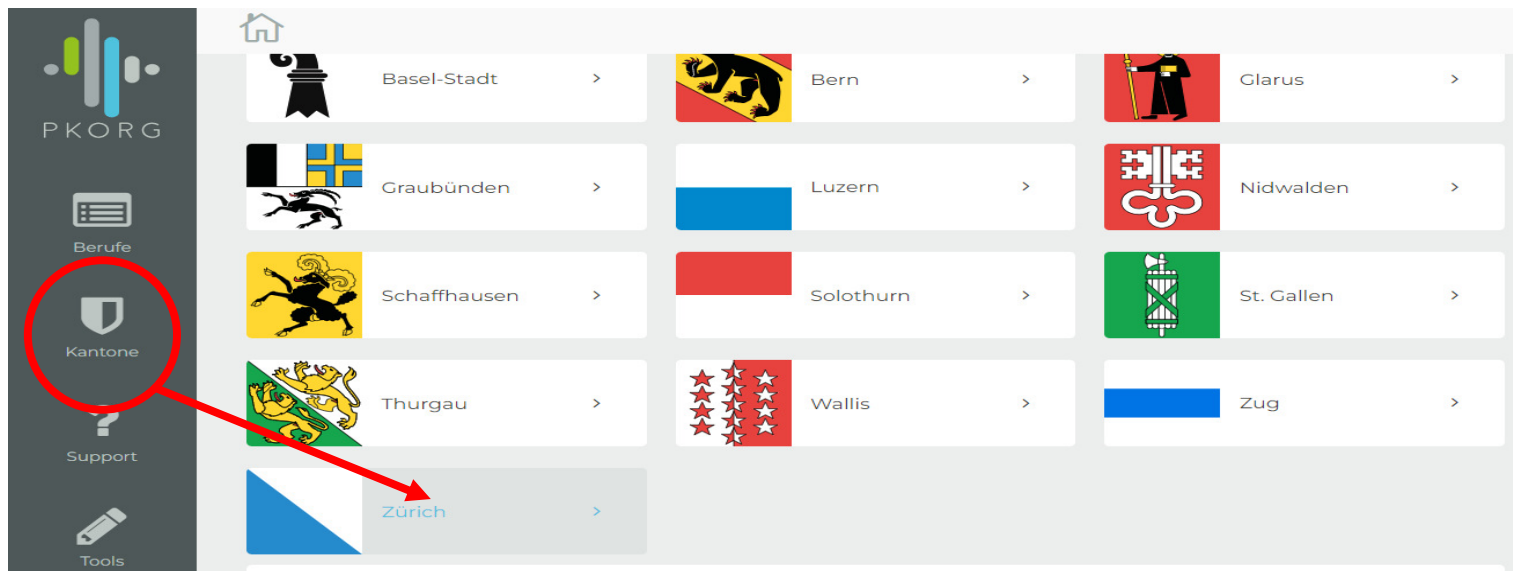 PKORG
Berufe
Kantone
Support
Tools
Basel-Stadt > Bern > Glarus >
Graubünden > Luzern > Nidwalden >
Schaffhausen > Solothurn > St. Gallen >
Thurgau > Wallis > Zug >
Zürich >